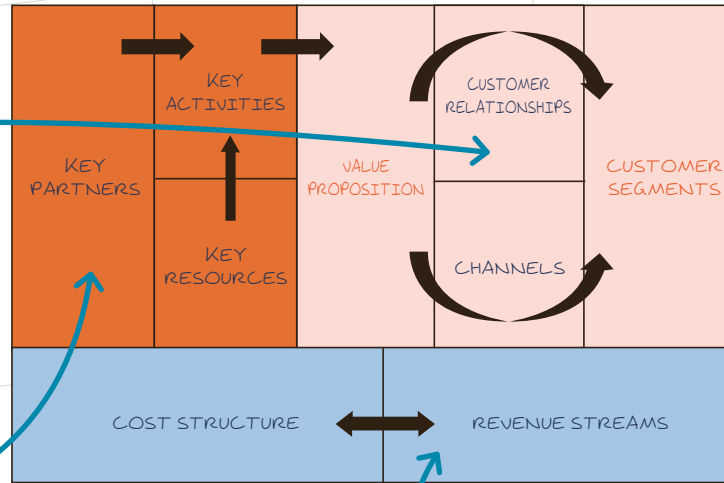 KEY
PARTNERS
KEY
ACTIVITIES
KEY
RESOURCES
VALUE
PROPOSITION
CUSTOMER
RELATIONSHIPS
CHANNELS
CUSTOMER
SEGMENTS
COST STRUCTURE
REVENUE STREAMS